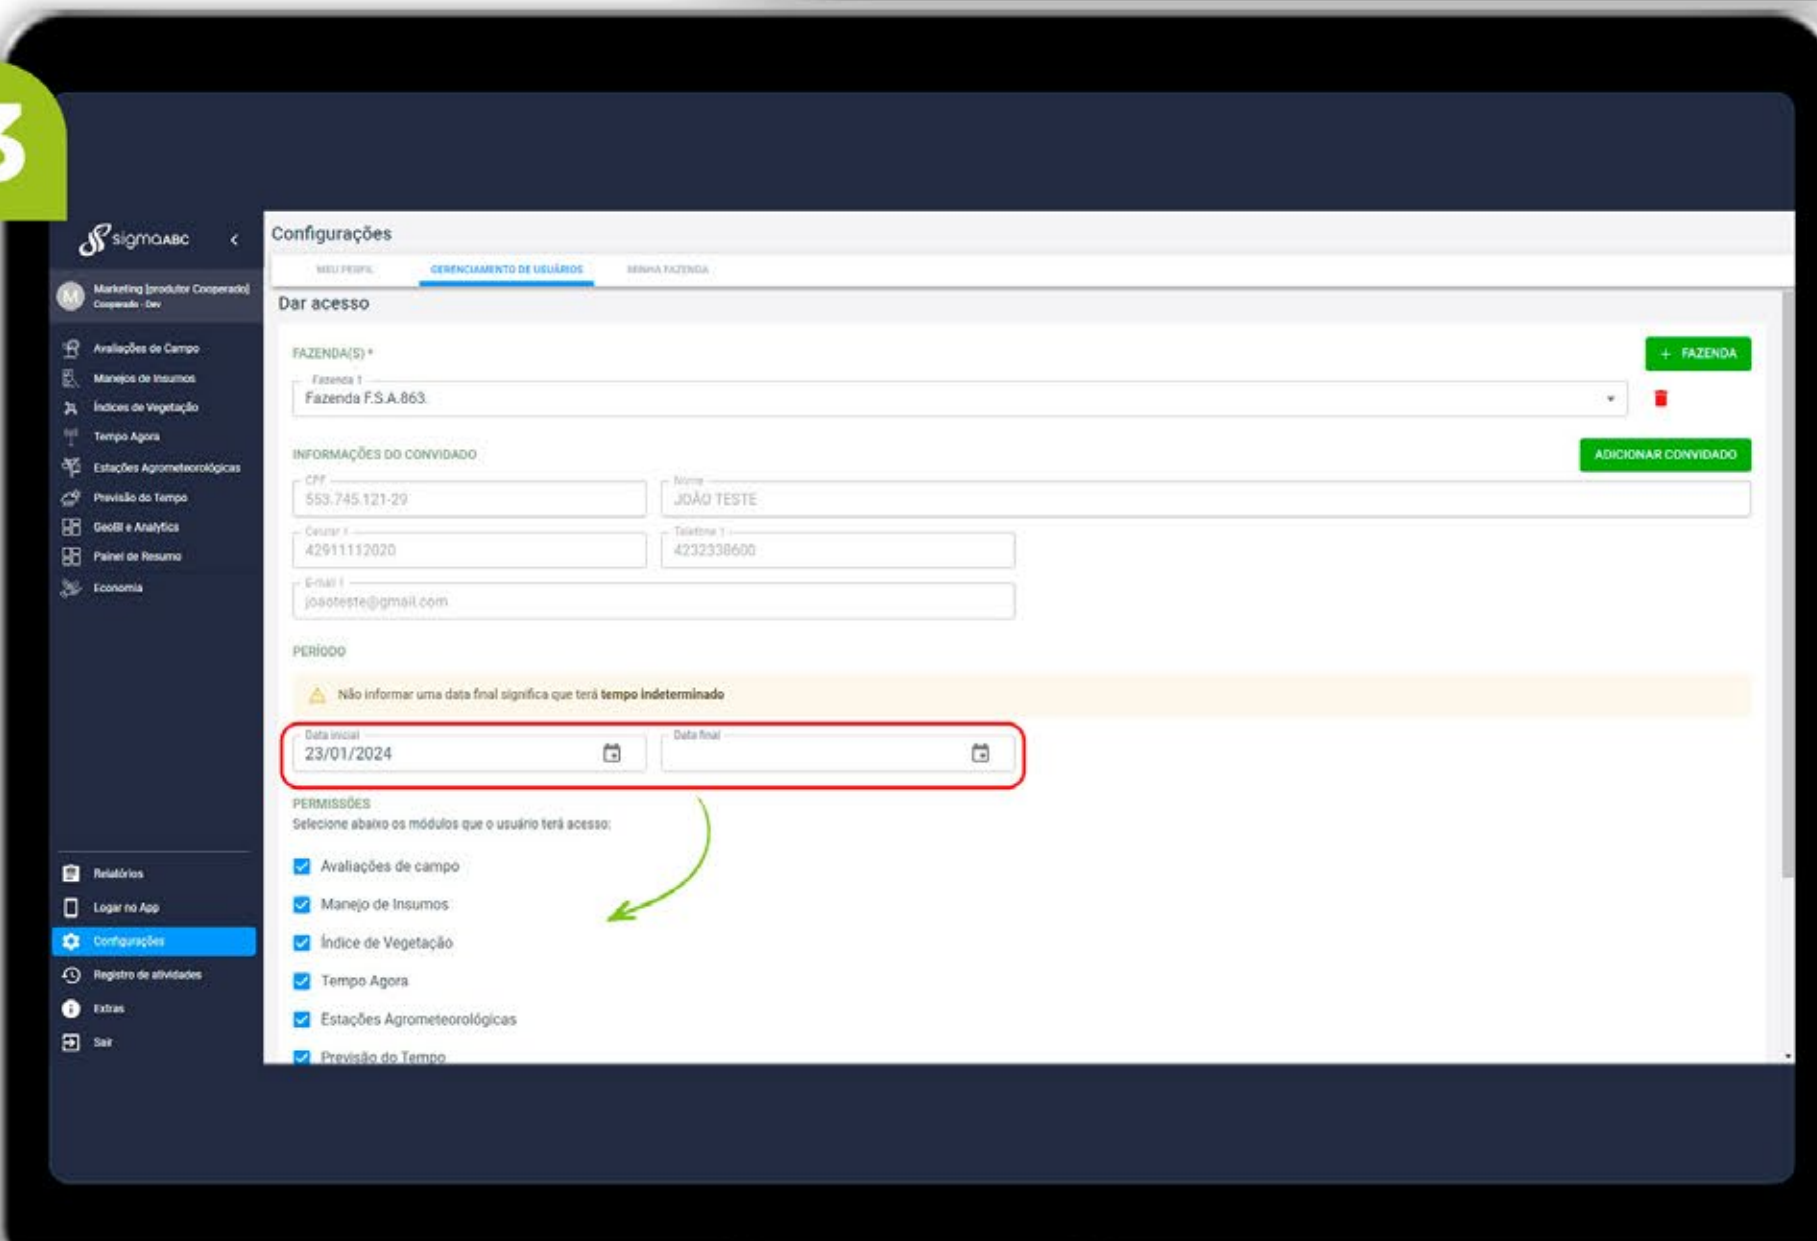 3
sigmaABC
Configurações
MEU PERFIL GERENCIAMENTO DE USUÁRIOS MINHA FAZENDA
M
Marketing [produtor Cooperado]
Cooperado - Dev
Dar acesso
Avaliações de Campo
Manejos de Insumos
Índices de Vegetação
Tempo Agora
Estações Agrometeorológicas
Previsão do Tempo
GeoBI e Analytics
Painel de Resumo
Economia
Relatórios
Logar no App
Configurações
Registro de atividades
Extras
Sair
FAZENDA(S) *
+ FAZENDA
Fazenda 1
Fazenda F.S.A.863.
INFORMAÇÕES DO CONVIDADO
ADICIONAR CONVIDADO
CPF
553.745.121-29
Nome
JOÃO TESTE
Celular 1
42911112020
Telefone 1
4232338600
E-mail 1
joaoteste@gmail.com
PERÍODO
Não informar uma data final significa que terá tempo indeterminado
Data inicial
23/01/2024
Data final
PERMISSÕES
Selecione abaixo os módulos que o usuário terá acesso:
Avaliações de campo
Manejo de Insumos
Índice de Vegetação
Tempo Agora
Estações Agrometeorológicas
Previsão do Tempo